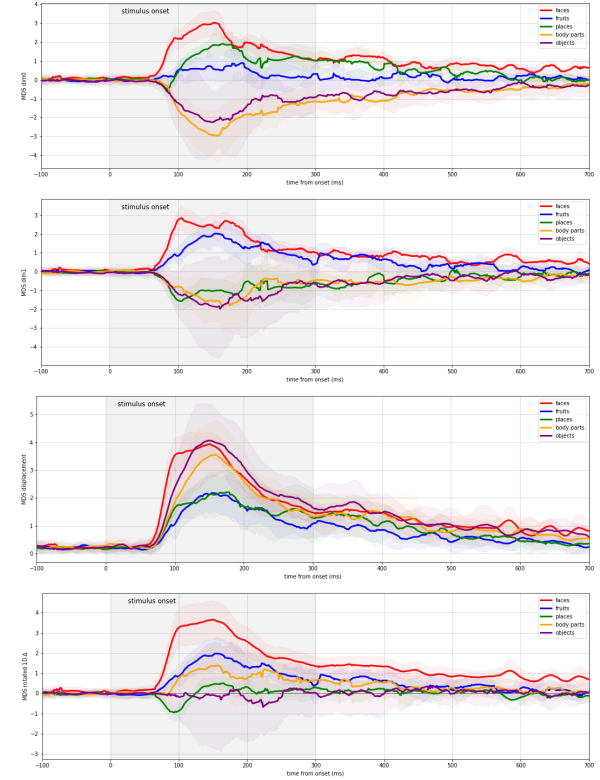 stimulus onset
faces
fruits
places
body parts
objects
MDS dim0
4
3
2
1
0
−1
−2
−3
−4
−100 0 100 200 300 400 500 600 700
time from onset (ms)
stimulus onset
faces
fruits
places
body parts
objects
MDS dim1
3
2
1
0
−1
−2
−3
−4
−100 0 100 200 300 400 500 600 700
time from onset (ms)
stimulus onset
faces
fruits
places
body parts
objects
MDS displacement
5
4
3
2
1
0
−100 0 100 200 300 400 500 600 700
time from onset (ms)
stimulus onset
faces
fruits
places
body parts
objects
MDS rotated 1D Δ
4
3
2
1
0
−1
−2
−3
−100 0 100 200 300 400 500 600 700
time from onset (ms)